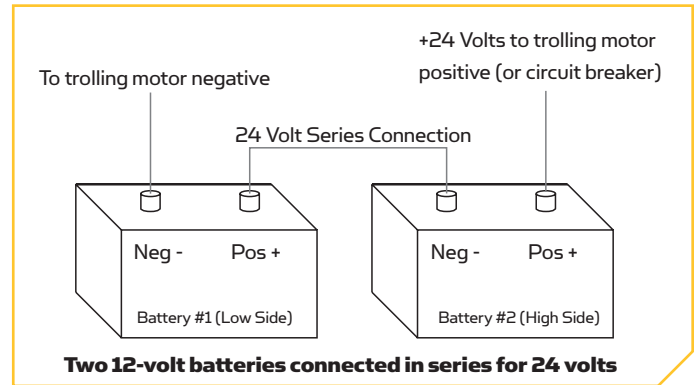 +24 Volts to trolling motor
positive (or circuit breaker)
To trolling motor negative
24 Volt Series Connection
Neg - Pos +
Neg - Pos +
Battery #1 (Low Side)
Battery #2 (High Side)
Two 12-volt batteries connected in series for 24 volts